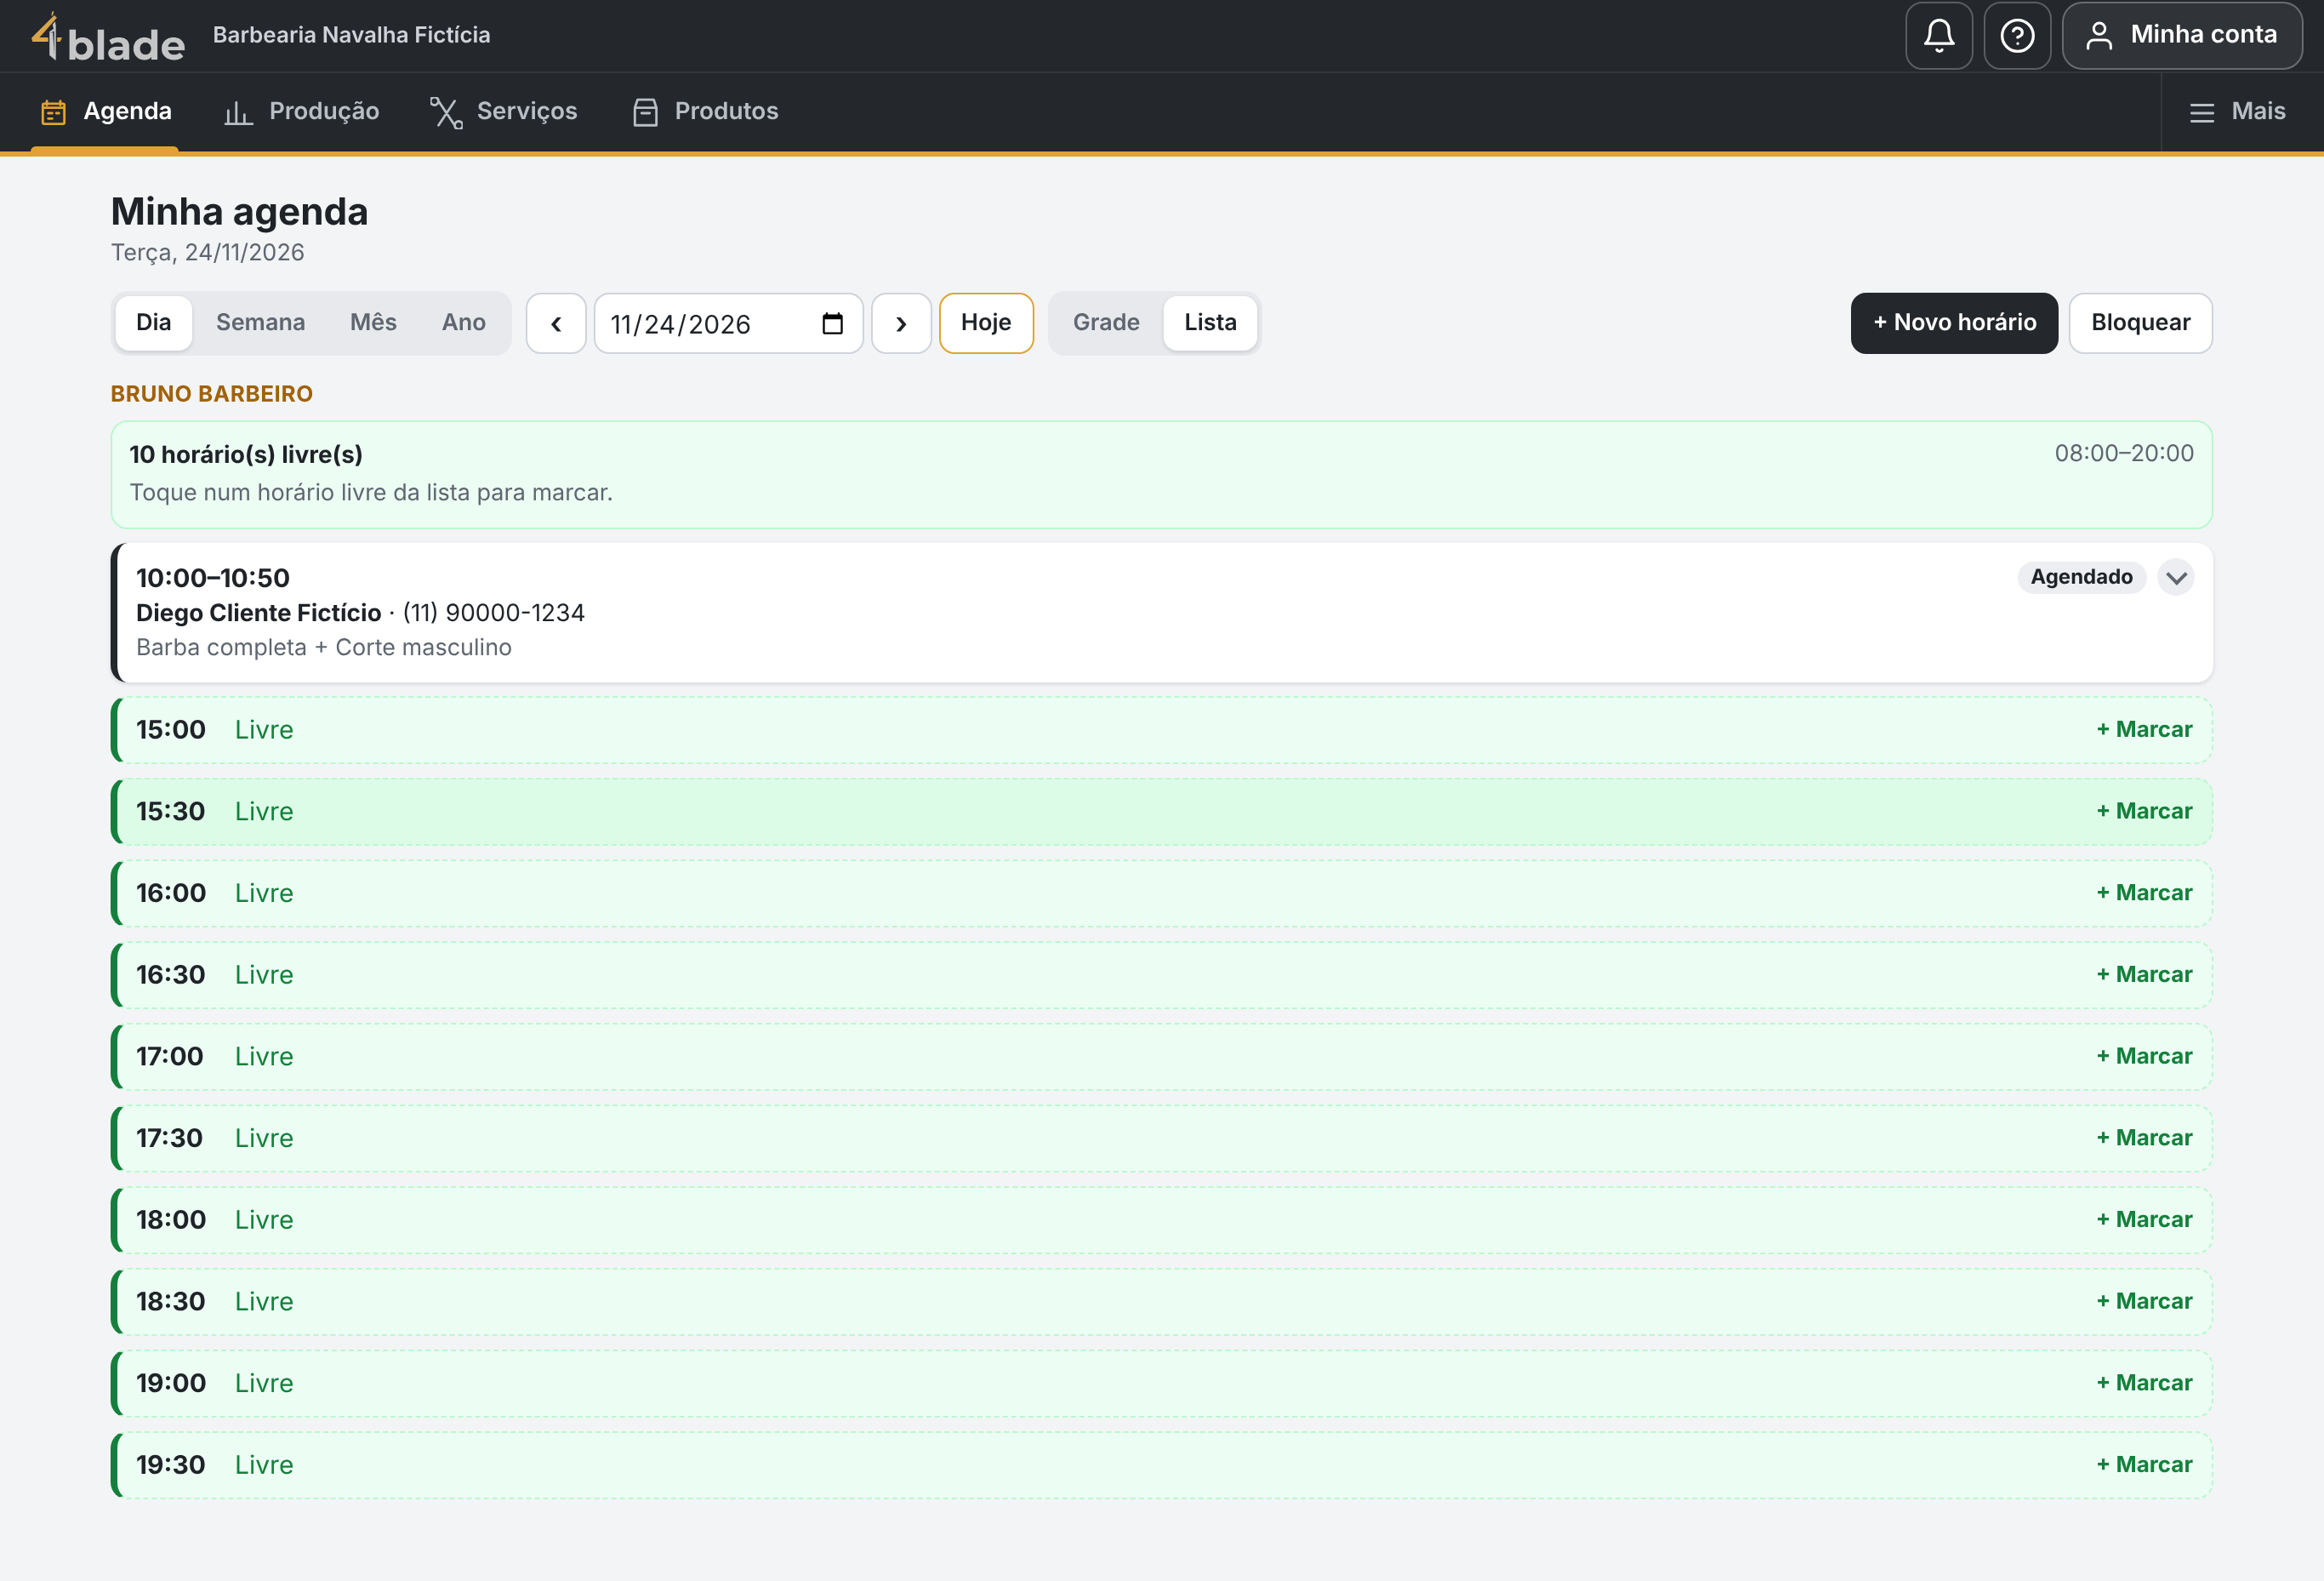 4blade
Barbearia Navalha Fictícia
Minha conta
Agenda
Produção
Serviços
Produtos
Mais
Minha agenda
Terça, 24/11/2026
Dia
Semana
Mês
Ano
‹
11/24/2026
›
Hoje
Grade
Lista
+ Novo horário
Bloquear
BRUNO BARBEIRO
10 horário(s) livre(s)
08:00–20:00
Toque num horário livre da lista para marcar.
10:00–10:50
Agendado
Diego Cliente Fictício · (11) 90000-1234
Barba completa + Corte masculino
15:00 Livre + Marcar
15:30 Livre + Marcar
16:00 Livre + Marcar
16:30 Livre + Marcar
17:00 Livre + Marcar
17:30 Livre + Marcar
18:00 Livre + Marcar
18:30 Livre + Marcar
19:00 Livre + Marcar
19:30 Livre + Marcar